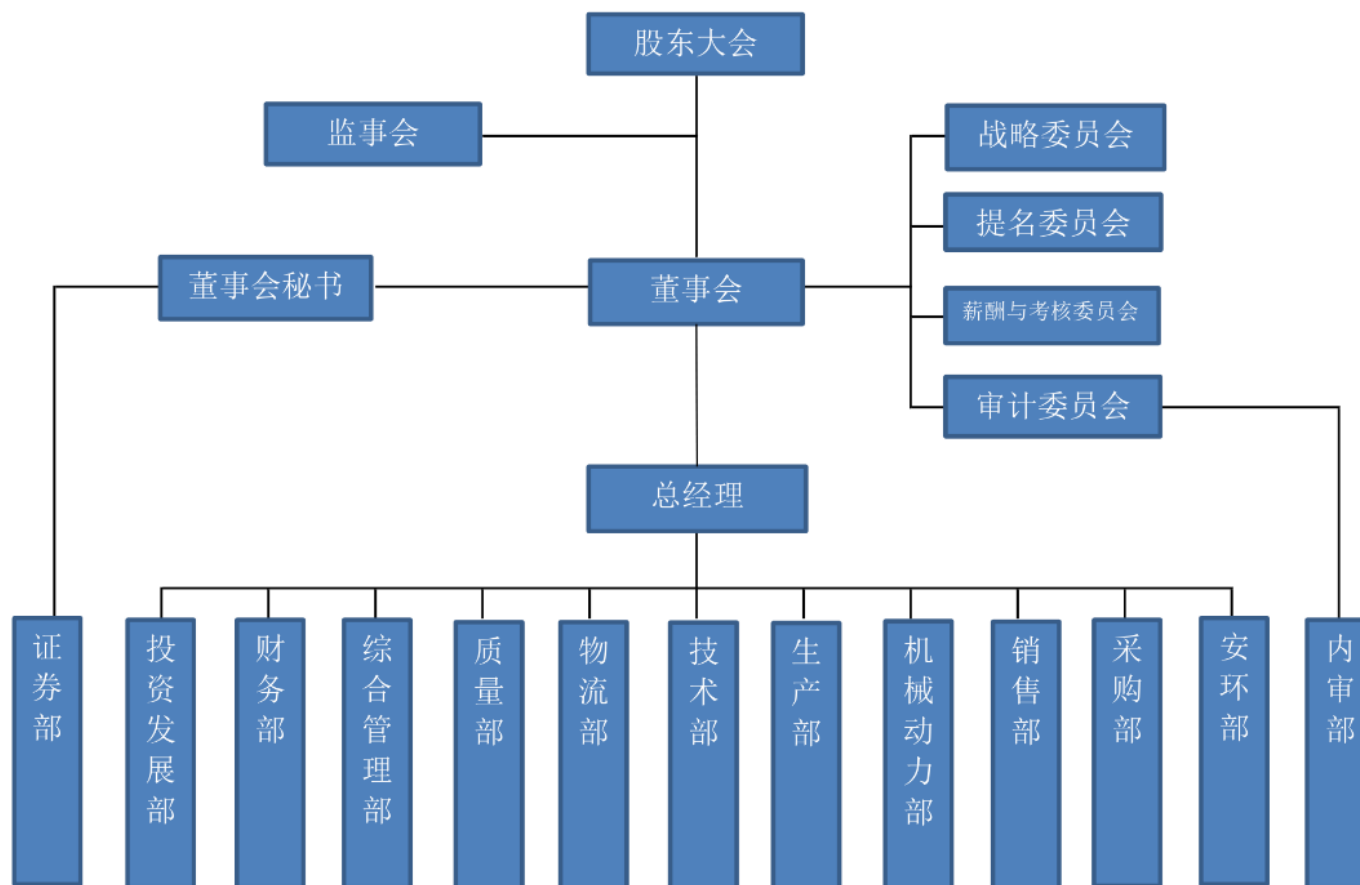 股东大会
监事会
战略委员会
提名委员会
董事会秘书
董事会
薪酬与考核委员会
审计委员会
总经理
证券部
投资发展部
财务部
综合管理部
质量部
物流部
技术部
生产部
机械动力部
销售部
采购部
安环部
内审部